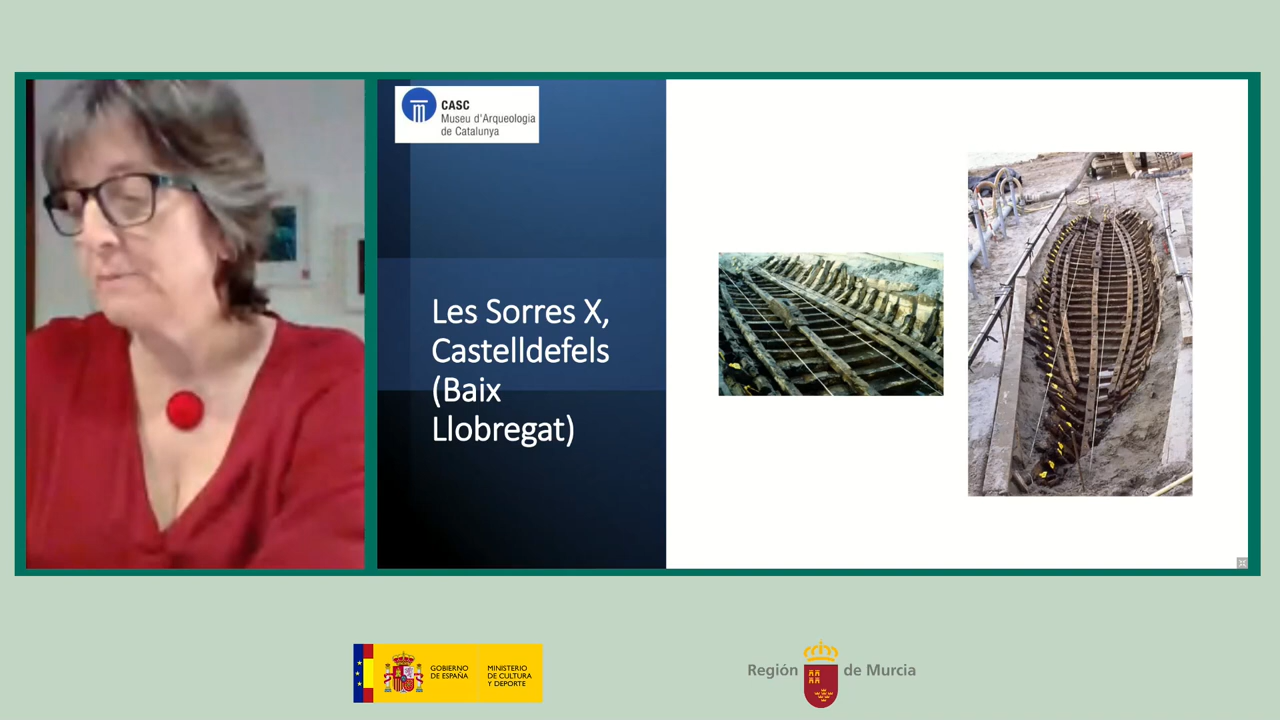 CASC
Museu d'Arqueologia
de Catalunya
Les Sorres X,
Castelldefels
(Baix
Llobregat)
GOBIERNO
DE ESPAÑA
MINISTERIO
DE CULTURA
Y DEPORTE
Región de Murcia